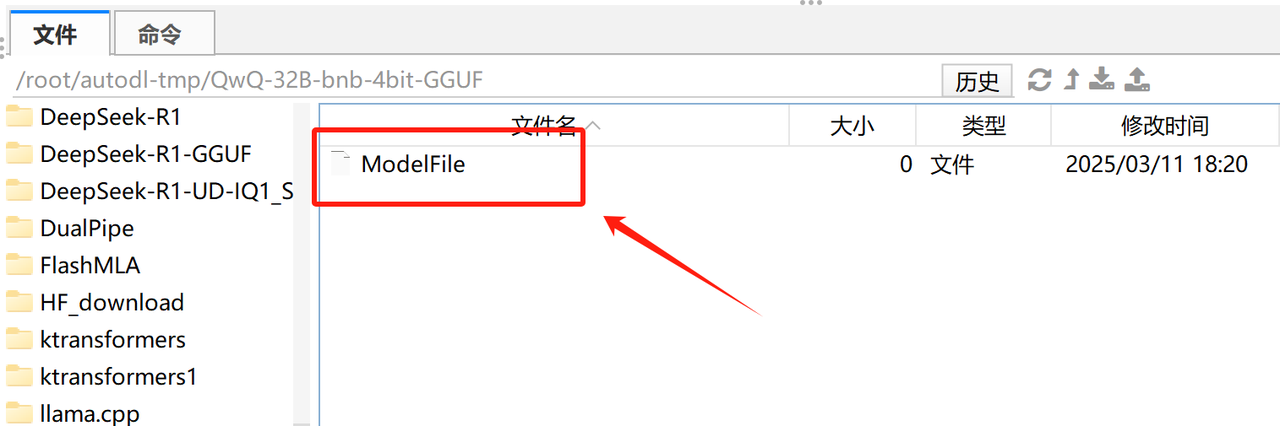 文件 命令
/root/autodl-tmp/QwQ-32B-bnb-4bit-GGUF 历史
DeepSeek-R1
DeepSeek-R1-GGUF
DeepSeek-R1-UD-IQ1_S
DualPipe
FlashMLA
HF_download
ktransformers
ktransformers1
llama.cpp
文件名 大小 类型 修改时间
ModelFile 0 文件 2025/03/11 18:20